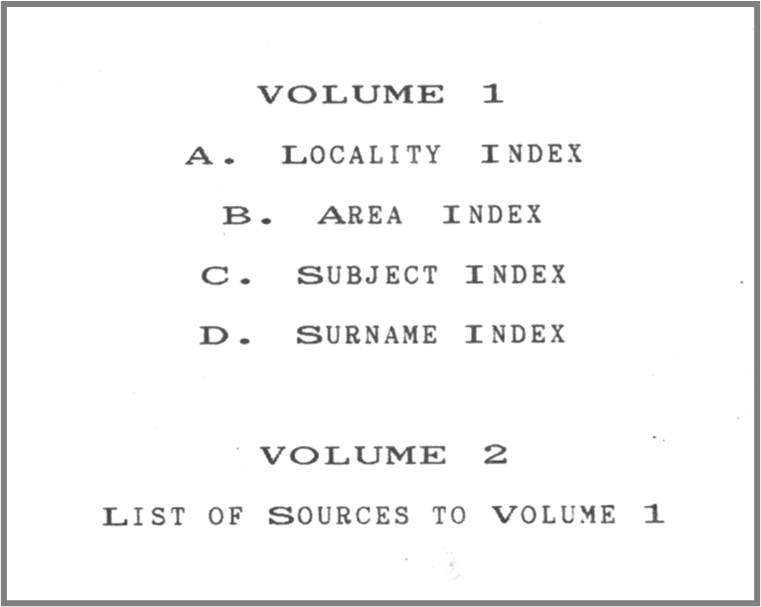 VOLUME 1
A. LOCALITY INDEX
B. AREA INDEX
C. SUBJECT INDEX
D. SURNAME INDEX
VOLUME 2
LIST OF SOURCES TO VOLUME 1